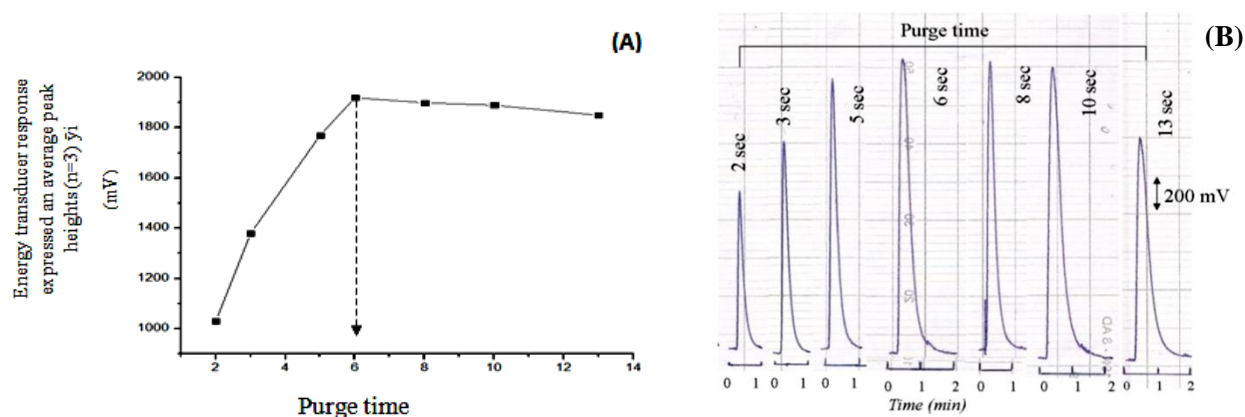 (A)
Energy transducer response
expressed an average peak
heights (n=3) ȳi
(mV)
2000
1800
1600
1400
1200
1000
2 4 6 8 10 12 14
Purge time
(B)
Purge time
2 sec
3 sec
5 sec
6 sec
8 sec
10 sec
13 sec
200 mV
0 1
0 1
0 1
0 1 2
0 1
0 1 2
0 1 2
Time (min)